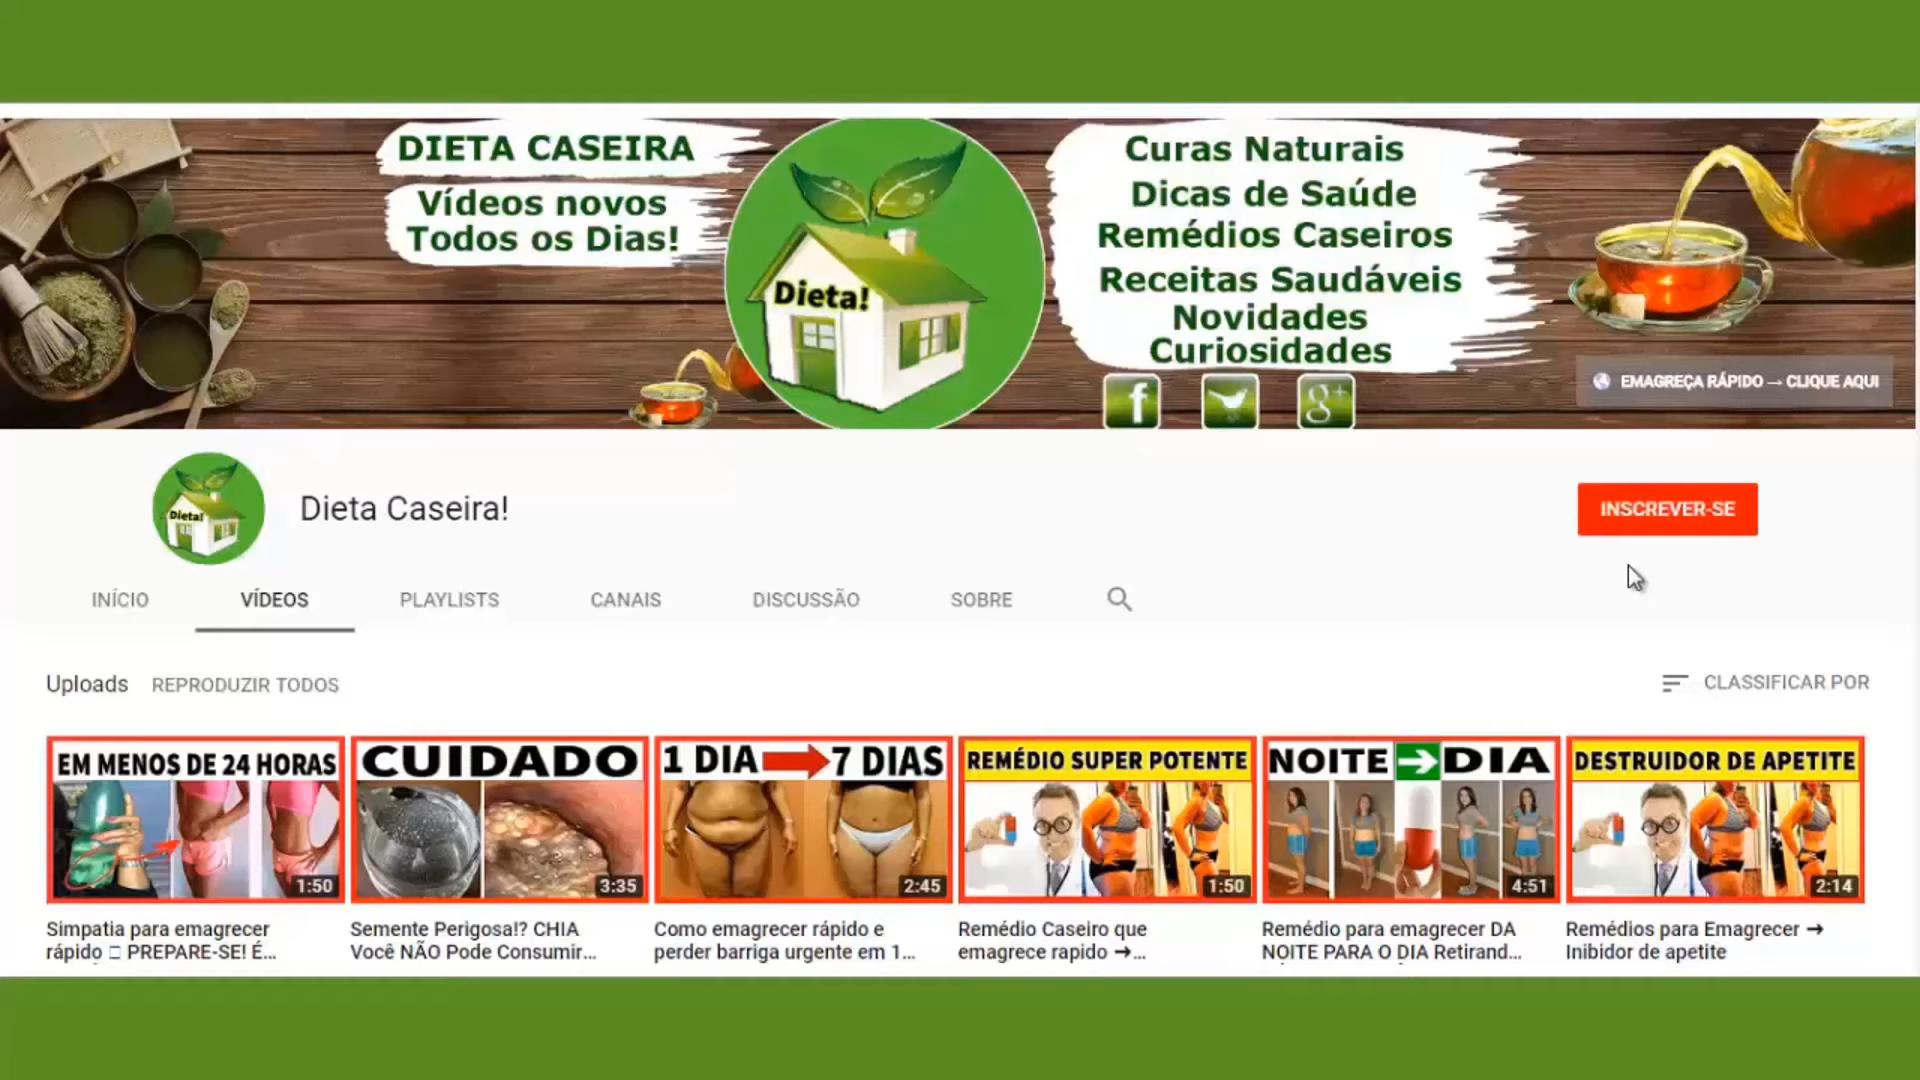 DIETA CASEIRA
Vídeos novos
Todos os Dias!
Dieta!
Curas Naturais
Dicas de Saúde
Remédios Caseiros
Receitas Saudáveis
Novidades
Curiosidades
f
g+
EMAGREÇA RÁPIDO → CLIQUE AQUI
Dieta!
Dieta Caseira!
INSCREVER-SE
INÍCIO
VÍDEOS
PLAYLISTS
CANAIS
DISCUSSÃO
SOBRE
Uploads
REPRODUZIR TODOS
CLASSIFICAR POR
EM MENOS DE 24 HORAS
1:50
Simpatia para emagrecer
rápido □ PREPARE-SE! É...
CUIDADO
3:35
Semente Perigosa!? CHIA
Você NÃO Pode Consumir...
1 DIA 7 DIAS
2:45
Como emagrecer rápido e
perder barriga urgente em 1...
REMÉDIO SUPER POTENTE
1:50
Remédio Caseiro que
emagrece rapido →...
NOITE → DIA
4:51
Remédio para emagrecer DA
NOITE PARA O DIA Retirand...
DESTRUIDOR DE APETITE
2:14
Remédios para Emagrecer →
Inibidor de apetite